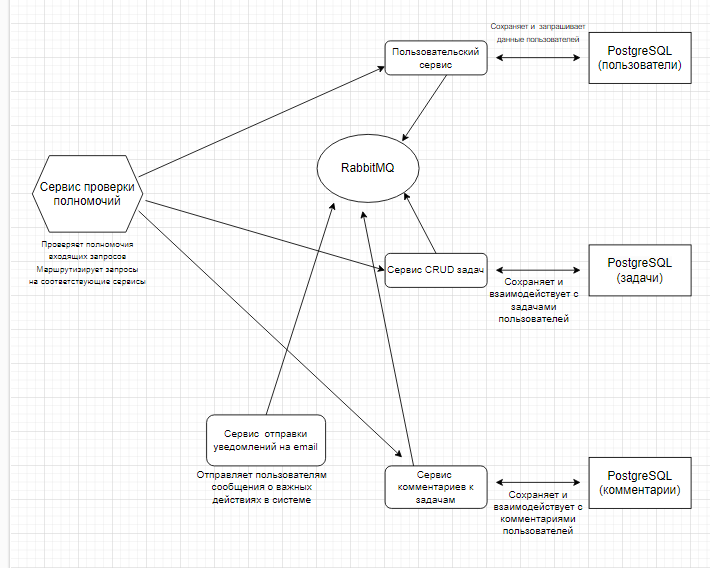 Сохраняет и запрашивает
данные пользователей
Пользовательский
сервис
PostgreSQL
(пользователи)
RabbitMQ
Сервис проверки
полномочий
Проверяет полномочия
входящих запросов
Маршрутизирует запросы
на соответствующие сервисы
Сервис CRUD задач
PostgreSQL
(задачи)
Сохраняет и
взаимодействует с
задачами
пользователей
Сервис отправки
уведомлений на email
Отправляет пользователям
сообщения о важных
действиях в системе
Сервис
комментариев к
задачам
PostgreSQL
(комментарии)
Сохраняет и
взаимодействует с
комментариями
пользователей